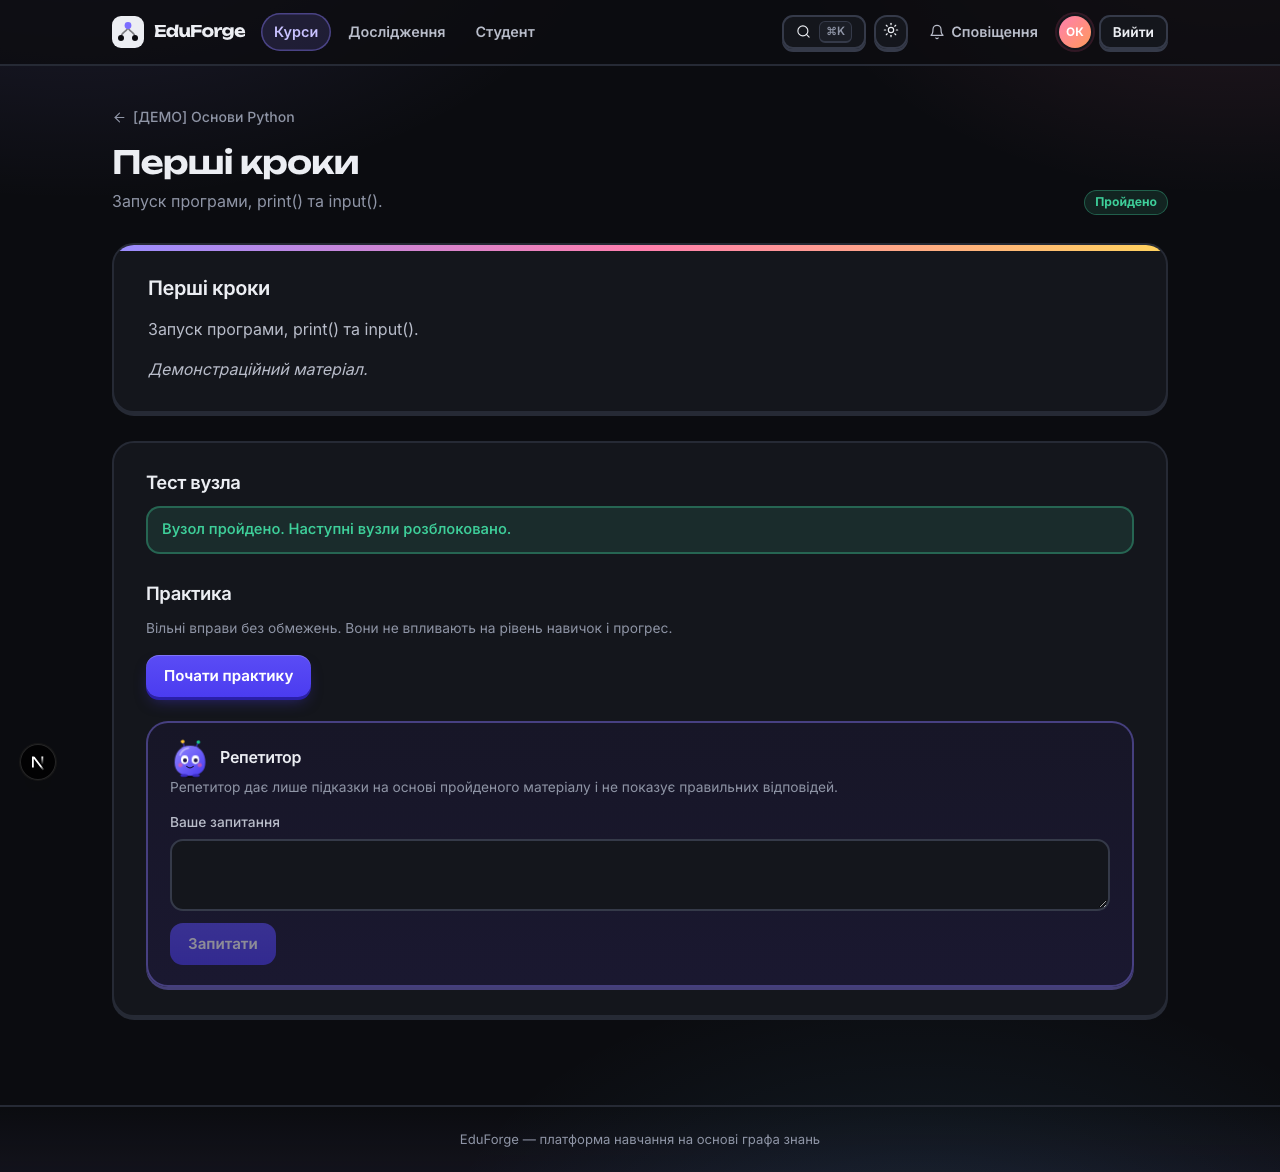 EduForge
Курси
Дослідження
Студент
⌘K
Сповіщення
ОК
Вийти
← [ДЕМО] Основи Python
Перші кроки
Запуск програми, print() та input().
Пройдено
Перші кроки
Запуск програми, print() та input().
Демонстраційний матеріал.
Тест вузла
Вузол пройдено. Наступні вузли розблоковано.
Практика
Вільні вправи без обмежень. Вони не впливають на рівень навичок і прогрес.
Почати практику
N
Репетитор
Репетитор дає лише підказки на основі пройденого матеріалу і не показує правильних відповідей.
Ваше запитання
Запитати
EduForge — платформа навчання на основі графа знань